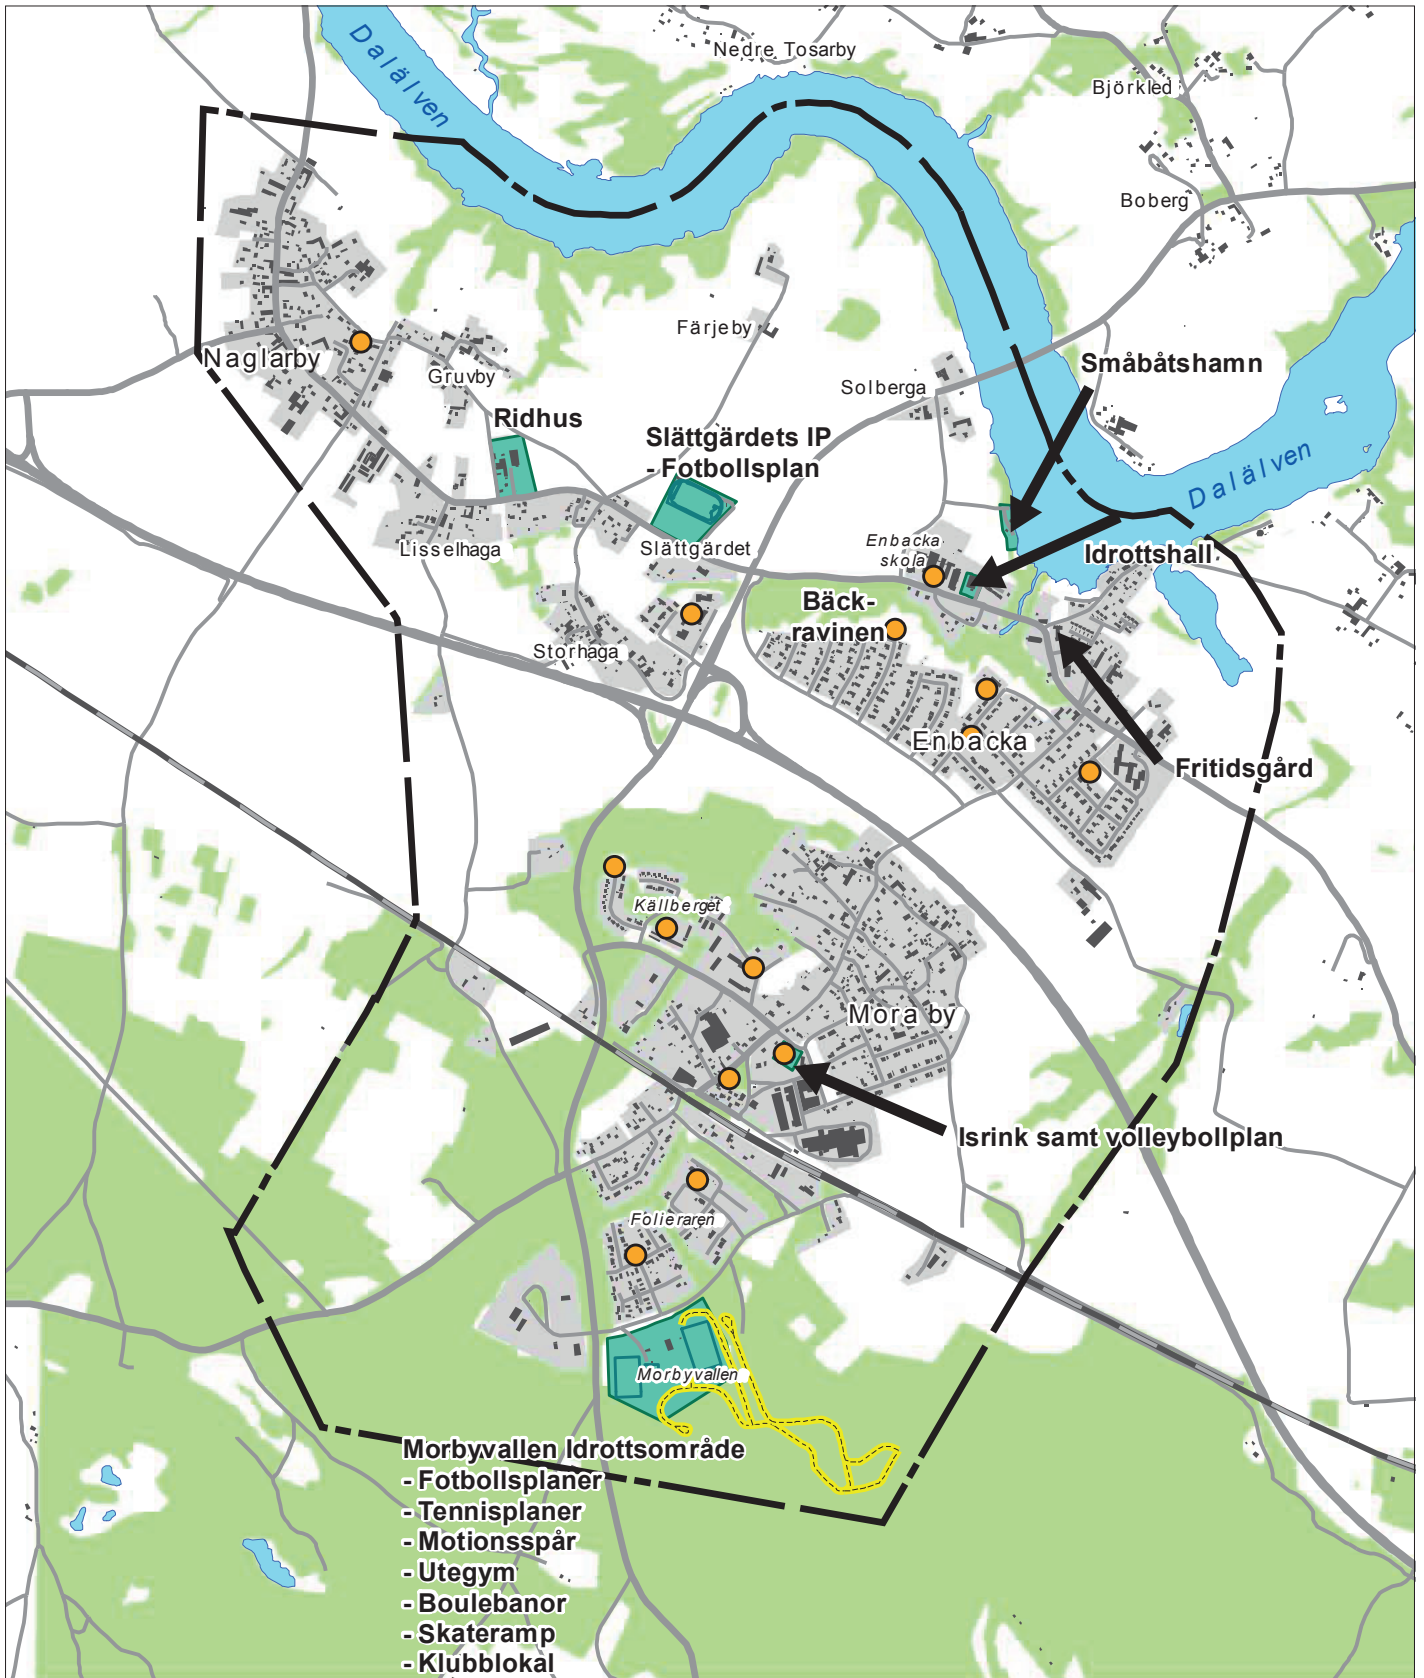 Nedre Tosarby
Dalälven
Björkled
Boberg
Färjeby
Naglarby
Gruvby
Småbåtshamn
Solberga
Ridhus
Slättgärdets IP
- Fotbollsplan
Dalälven
Lisselhaga
Slättgärdet
Enbacka
skola
Idrottshall
Bäck-
ravinen
Storhaga
Enbacka
Fritidsgård
Källberget
Mora by
Isrink samt volleybollplan
Folieraren
Morbyvallen
Morbyvallen Idrottsområde
- Fotbollsplaner
- Tennisplaner
- Motionsspår
- Utegym
- Boulebanor
- Skateramp
- Klubblokal